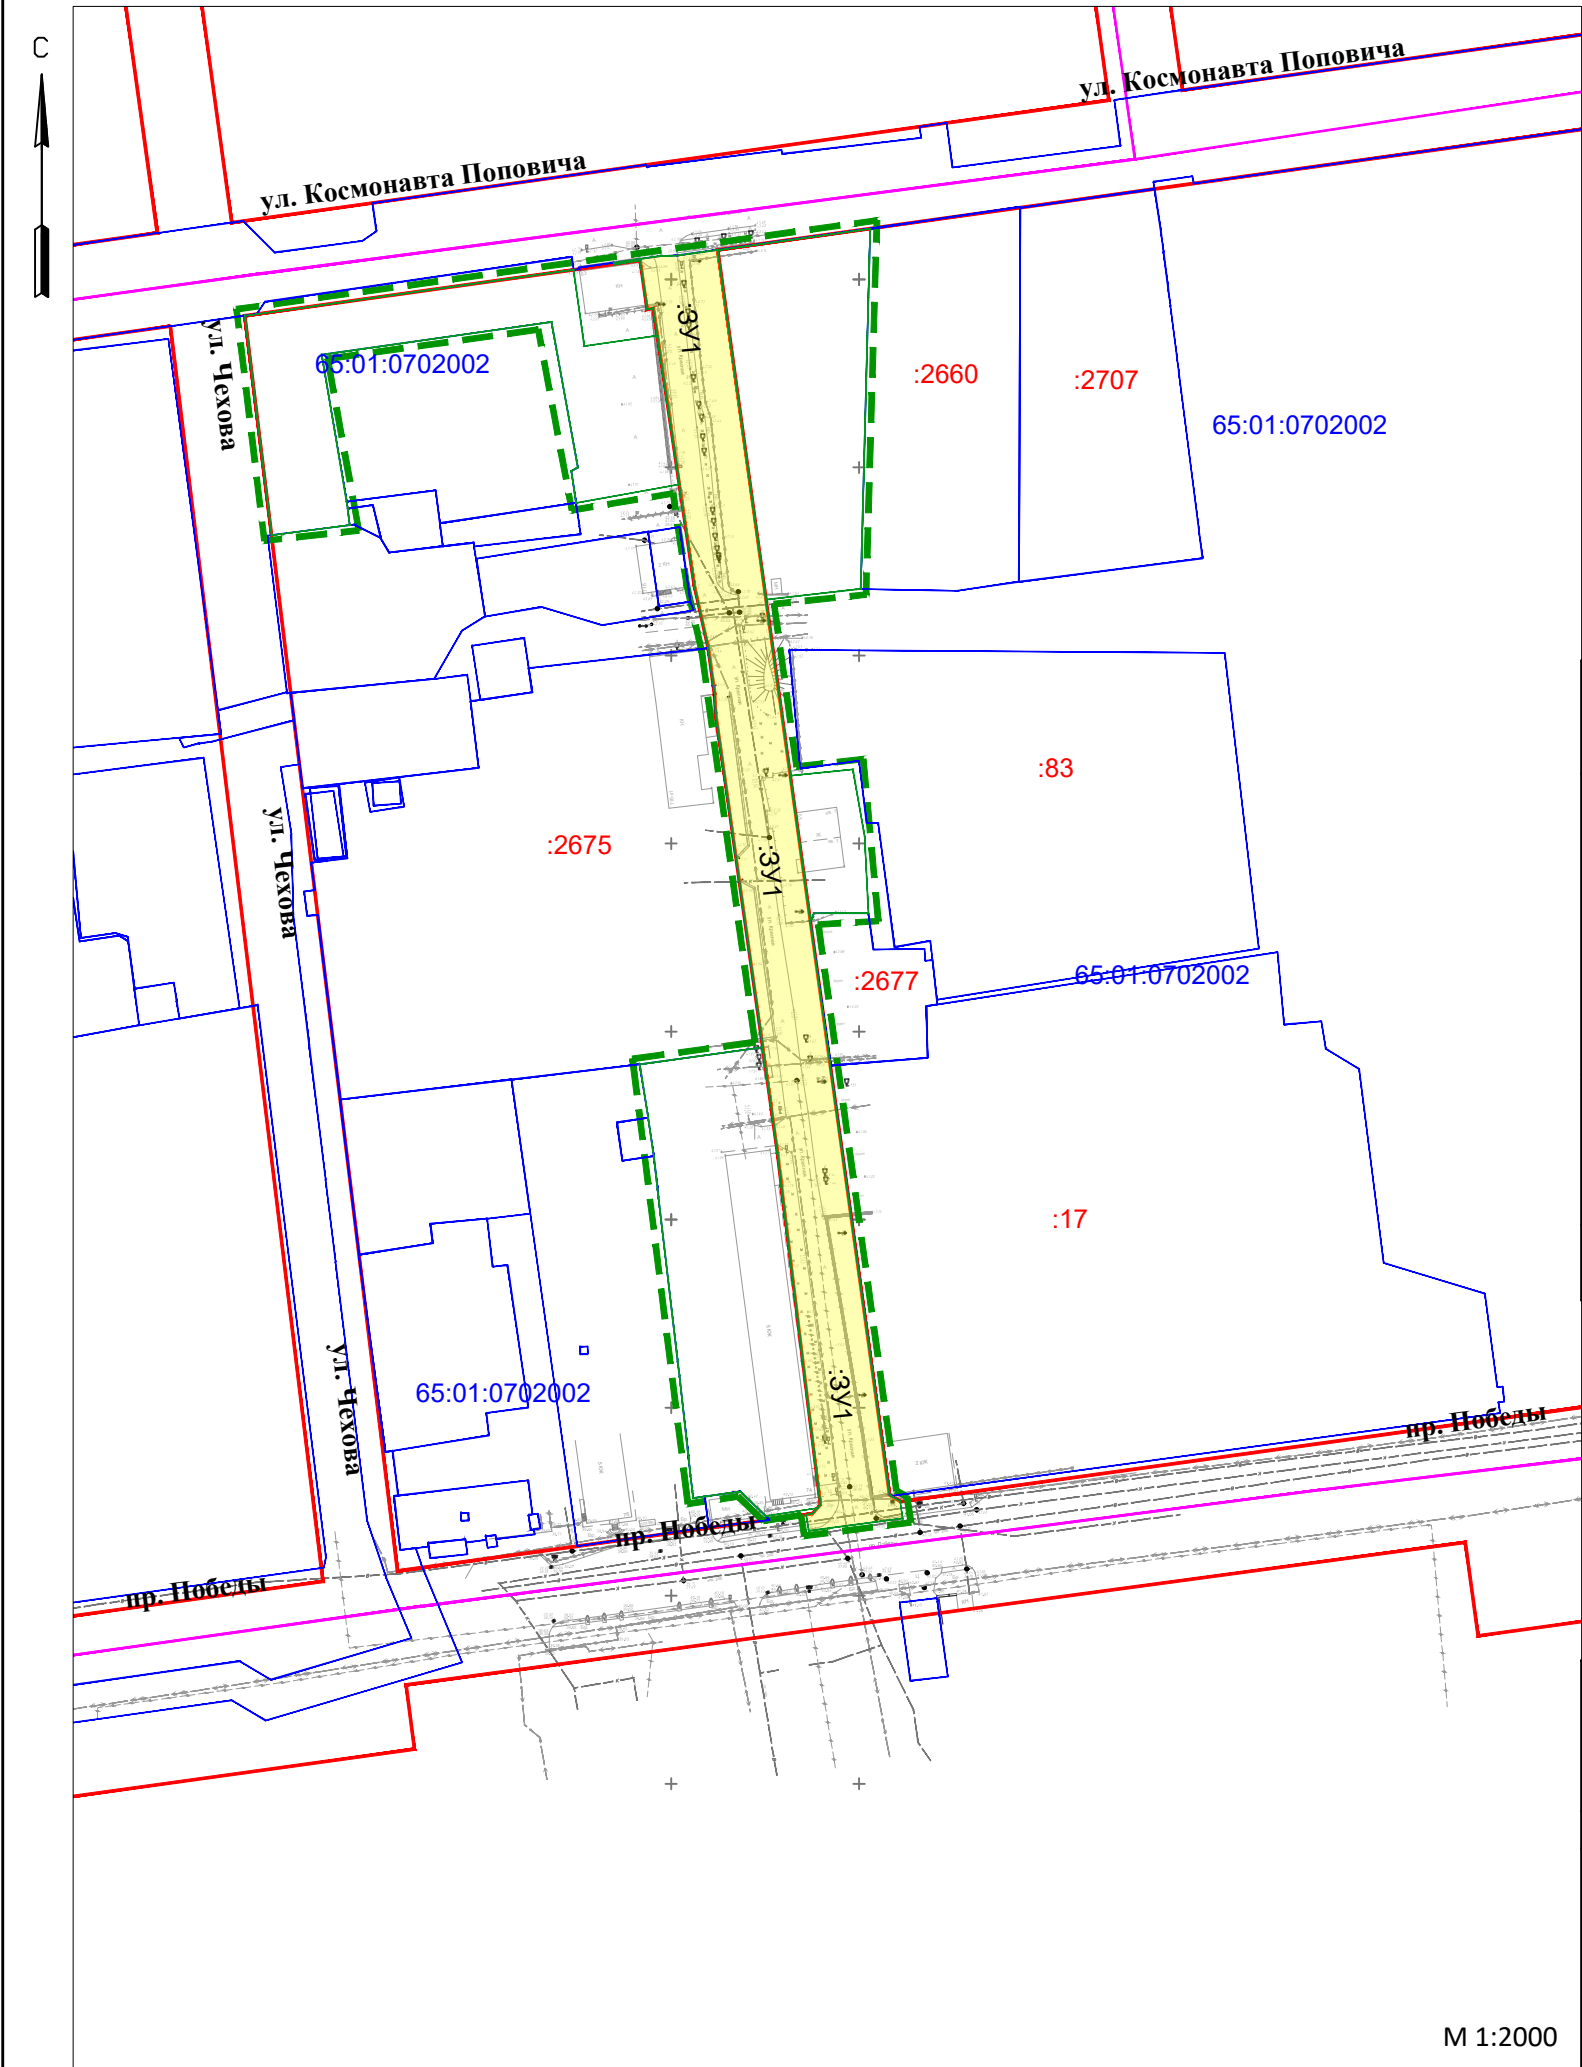 С
ул. Космонавта Поповича
ул. Космонавта Поповича
ул. Чехова
65:01:0702002
:ЗУ1
:2660
:2707
65:01:0702002
:83
ул. Чехова
:2675
:ЗУ1
:2677
65:01:0702002
:17
ул. Чехова
65:01:0702002
:ЗУ1
пр. Победы
пр. Победы
пр. Победы
М 1:2000